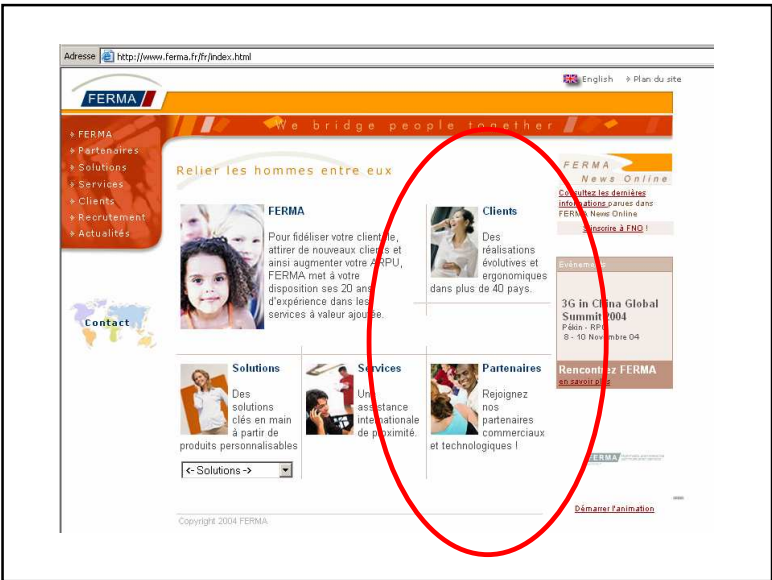 Adresse http://www.ferma.fr/fr/index.html
English Plan du site
FERMA
We bridge people together
FERMA
Partenaires
Solutions
Services
Clients
Recrutement
Actualités
Contact
Relier les hommes entre eux
FERMA
Pour fidéliser votre clientèle,
attirer de nouveaux clients et
ainsi augmenter votre ARPU,
FERMA met à votre
disposition ses 20 ans
d'expérience dans les
services à valeur ajoutée.
Clients
Des
réalisations
évolutives et
ergonomiques
dans plus de 40 pays.
Solutions
Des
solutions
clés en main
à partir de
produits personnalisables
<- Solutions ->
Services
Une
assistance
internationale
de proximité.
Partenaires
Rejoignez
nos
partenaires
commerciaux
et technologiques !
FERMA
News Online
Consultez les dernières
informations parues dans
FERMA News Online
S'inscrire à FNO !
Evénements
3G in China Global
Summit 2004
Pékin - RPC
8 - 10 Novembre 04
Rencontrez FERMA
en savoir plus
FERMA
Démarrer l'animation
Copyright 2004 FERMA